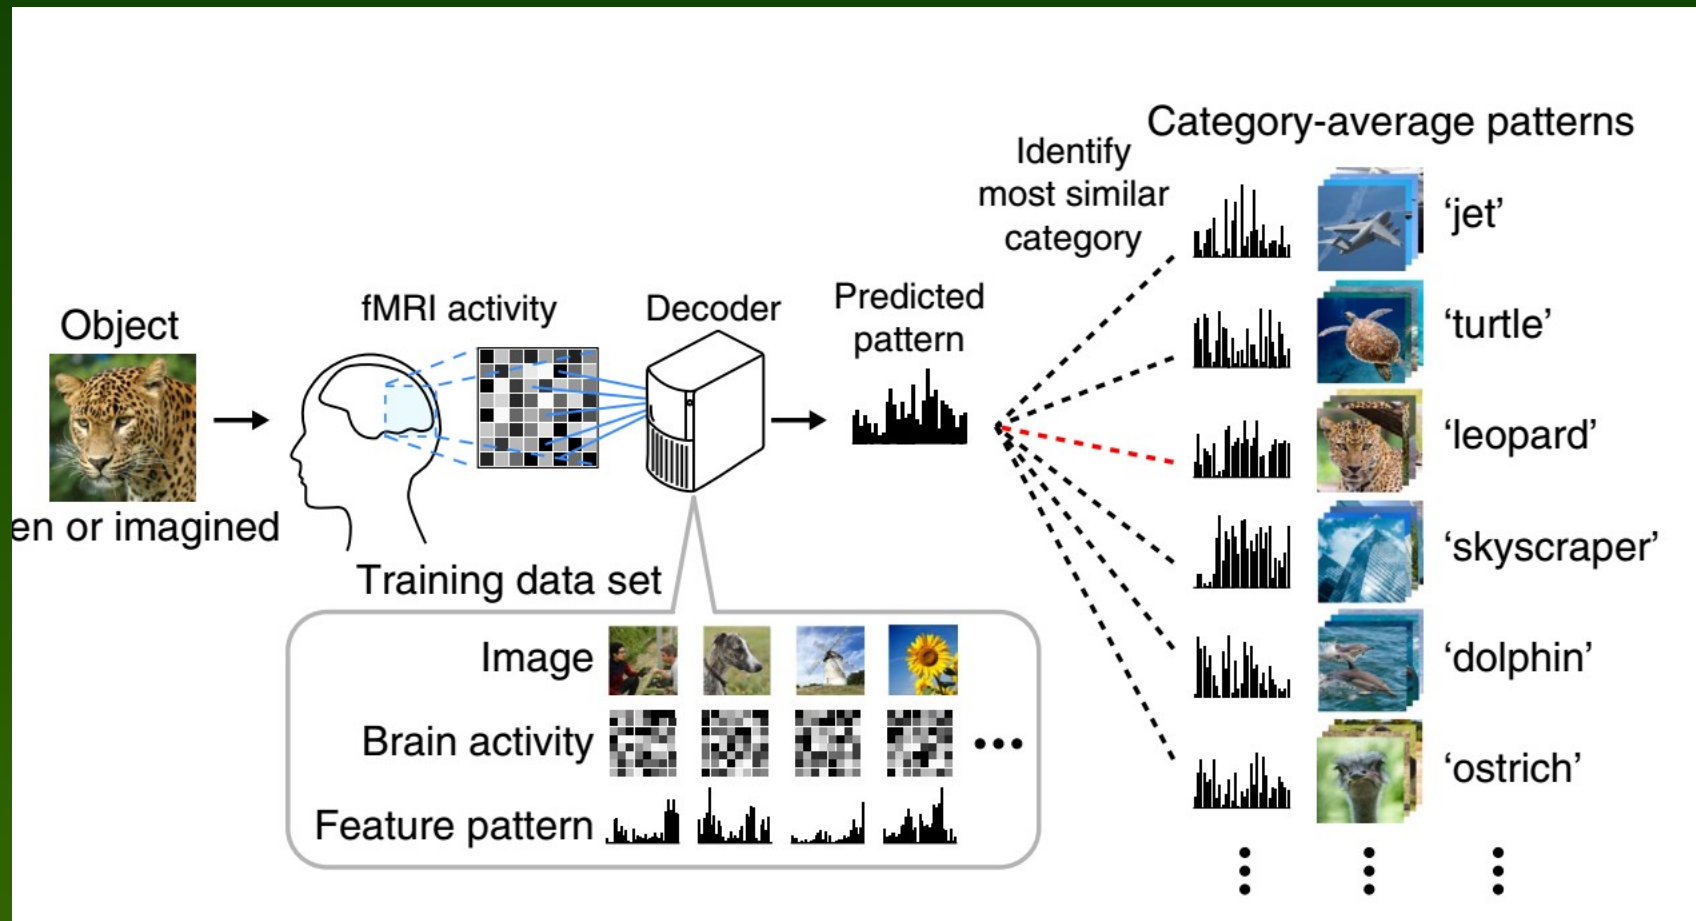 Category-average patterns
Identify
most similar
category
‘jet’
‘turtle’
‘leopard’
‘skyscraper’
‘dolphin’
‘ostrich’
Object
en or imagined
fMRI activity
Decoder
Predicted
pattern
Training data set
Image
Brain activity
Feature pattern